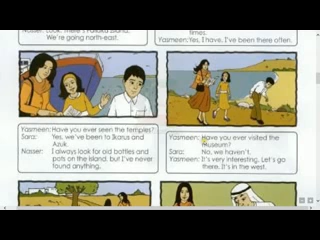 Nasser: Look! There's Failaka Island.
We're going north-east.
times.
Yasmeen: Yes, I have. I've been there often.
Yasmeen: Have you ever seen the temples?
Sara: Yes, we've been to Ikarus and
Azuk.
Nasser: I always look for old bottles and
pots on the island, but I've never
found anything.
Yasmeen: Have you ever visited the
Museum?
Sara: No, we haven't.
Yasmeen: It's very interesting. Let's go
there. It's in the west.